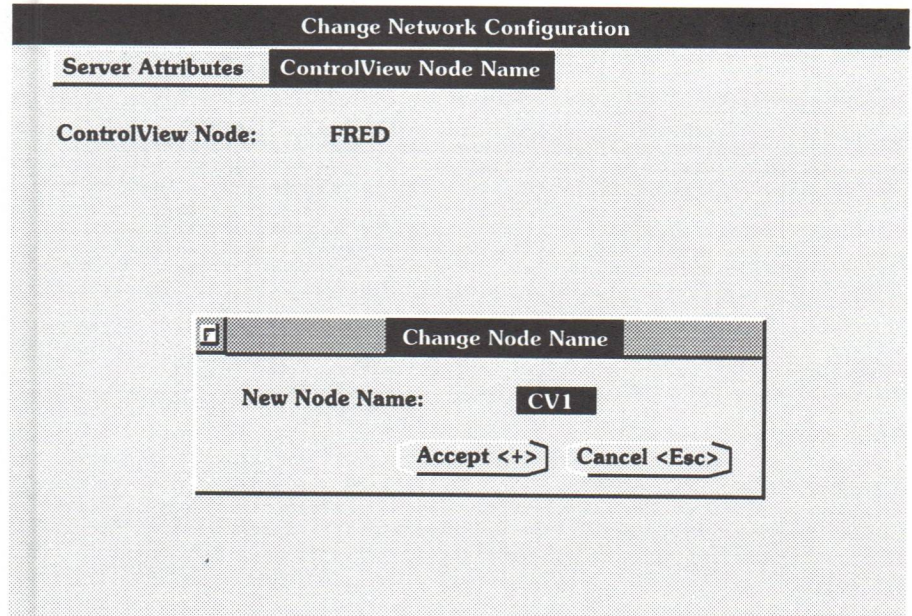 Change Network Configuration
Server Attributes ControlView Node Name
ControlView Node: FRED
Change Node Name
New Node Name: CV1
Accept <+> Cancel <Esc>